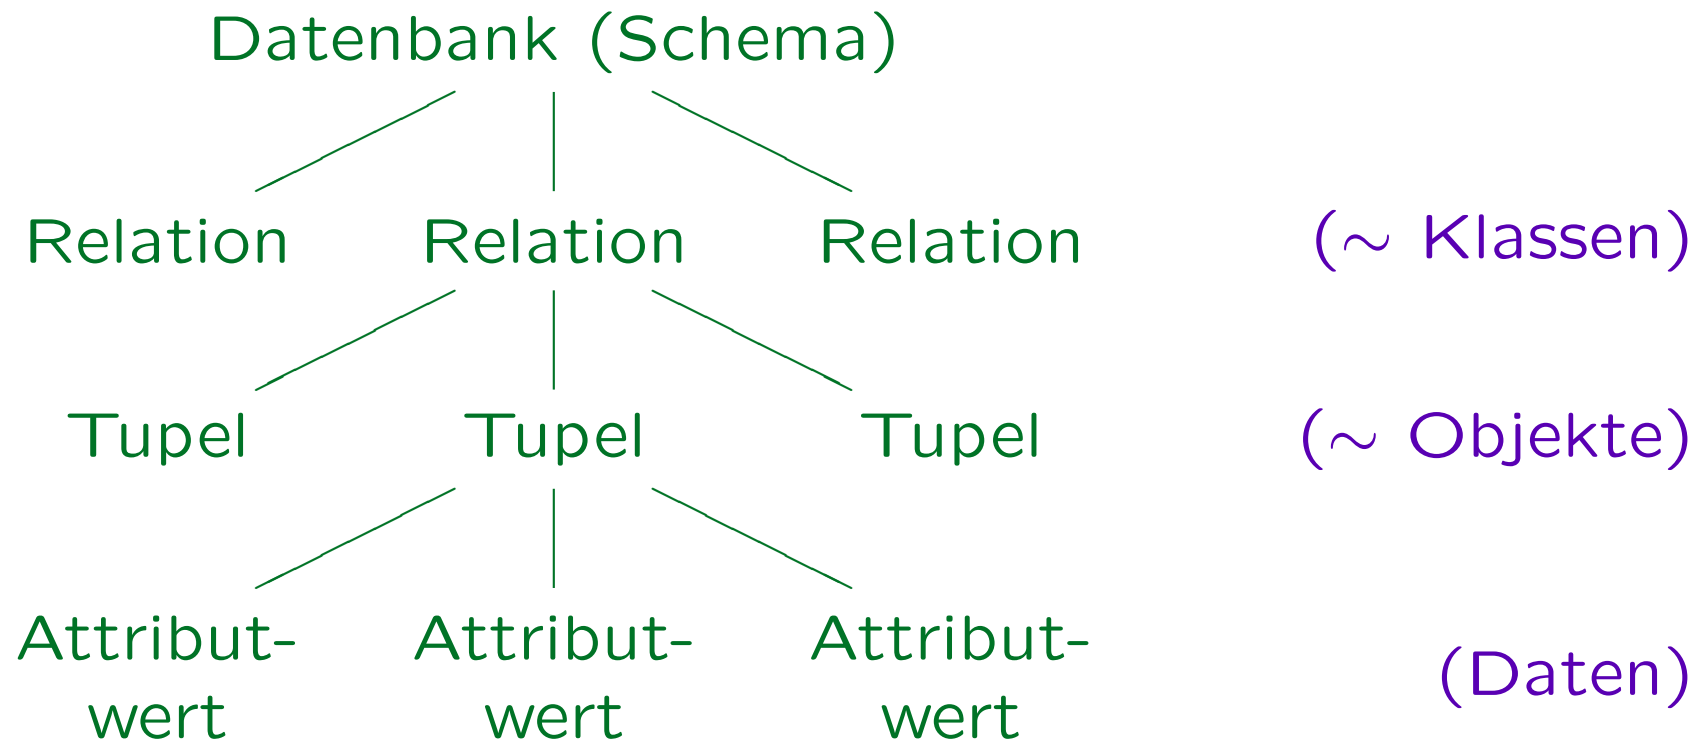 Datenbank (Schema)
Relation Relation Relation (∼ Klassen)
Tupel Tupel Tupel (∼ Objekte)
Attribut- Attribut- Attribut-
wert wert wert (Daten)